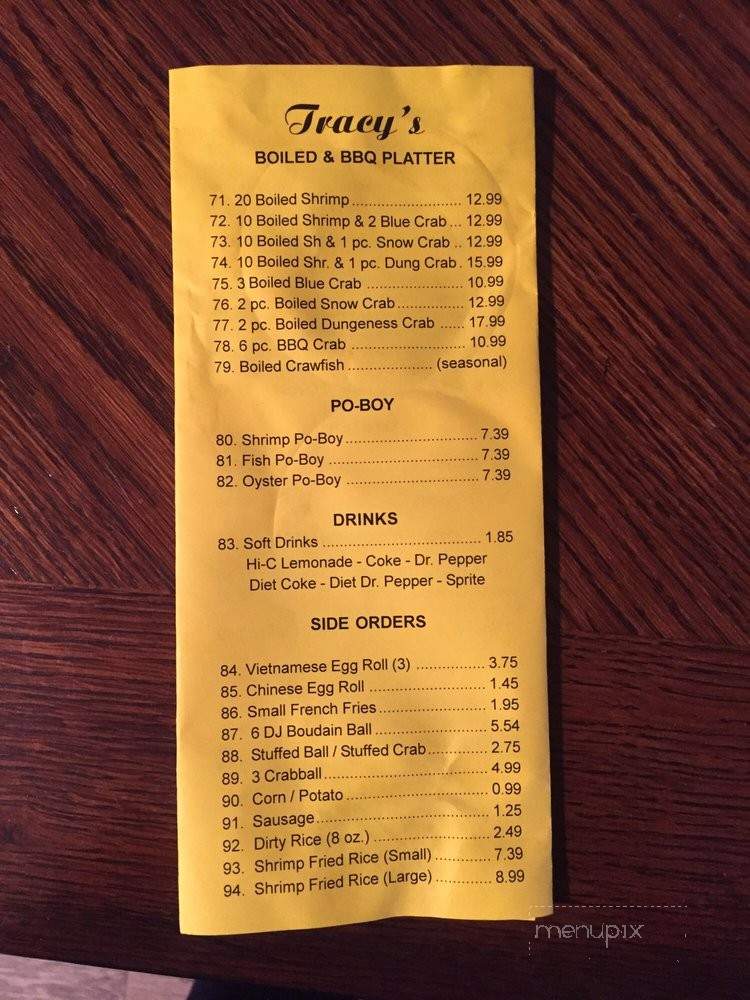 Tracy's
BOILED & BBQ PLATTER
71. 20 Boiled Shrimp .......................... 12.99
72. 10 Boiled Shrimp & 2 Blue Crab ... 12.99
73. 10 Boiled Sh & 1 pc. Snow Crab .. 12.99
74. 10 Boiled Shr. & 1 pc. Dung Crab . 15.99
75. 3 Boiled Blue Crab ....................... 10.99
76. 2 pc. Boiled Snow Crab ................ 12.99
77. 2 pc. Boiled Dungeness Crab ...... 17.99
78. 6 pc. BBQ Crab ........................... 10.99
79. Boiled Crawfish .................... (seasonal)
PO-BOY
80. Shrimp Po-Boy ............................... 7.39
81. Fish Po-Boy ................................... 7.39
82. Oyster Po-Boy ................................ 7.39
DRINKS
83. Soft Drinks ...................................... 1.85
Hi-C Lemonade - Coke - Dr. Pepper
Diet Coke - Diet Dr. Pepper - Sprite
SIDE ORDERS
84. Vietnamese Egg Roll (3) ................ 3.75
85. Chinese Egg Roll ........................... 1.45
86. Small French Fries ......................... 1.95
87. 6 DJ Boudain Ball .......................... 5.54
88. Stuffed Ball / Stuffed Crab .............. 2.75
89. 3 Crabball ....................................... 4.99
90. Corn / Potato .................................. 0.99
91. Sausage ......................................... 1.25
92. Dirty Rice (8 oz.) ............................ 2.49
93. Shrimp Fried Rice (Small) ............. 7.39
94. Shrimp Fried Rice (Large) ............. 8.99
menupix